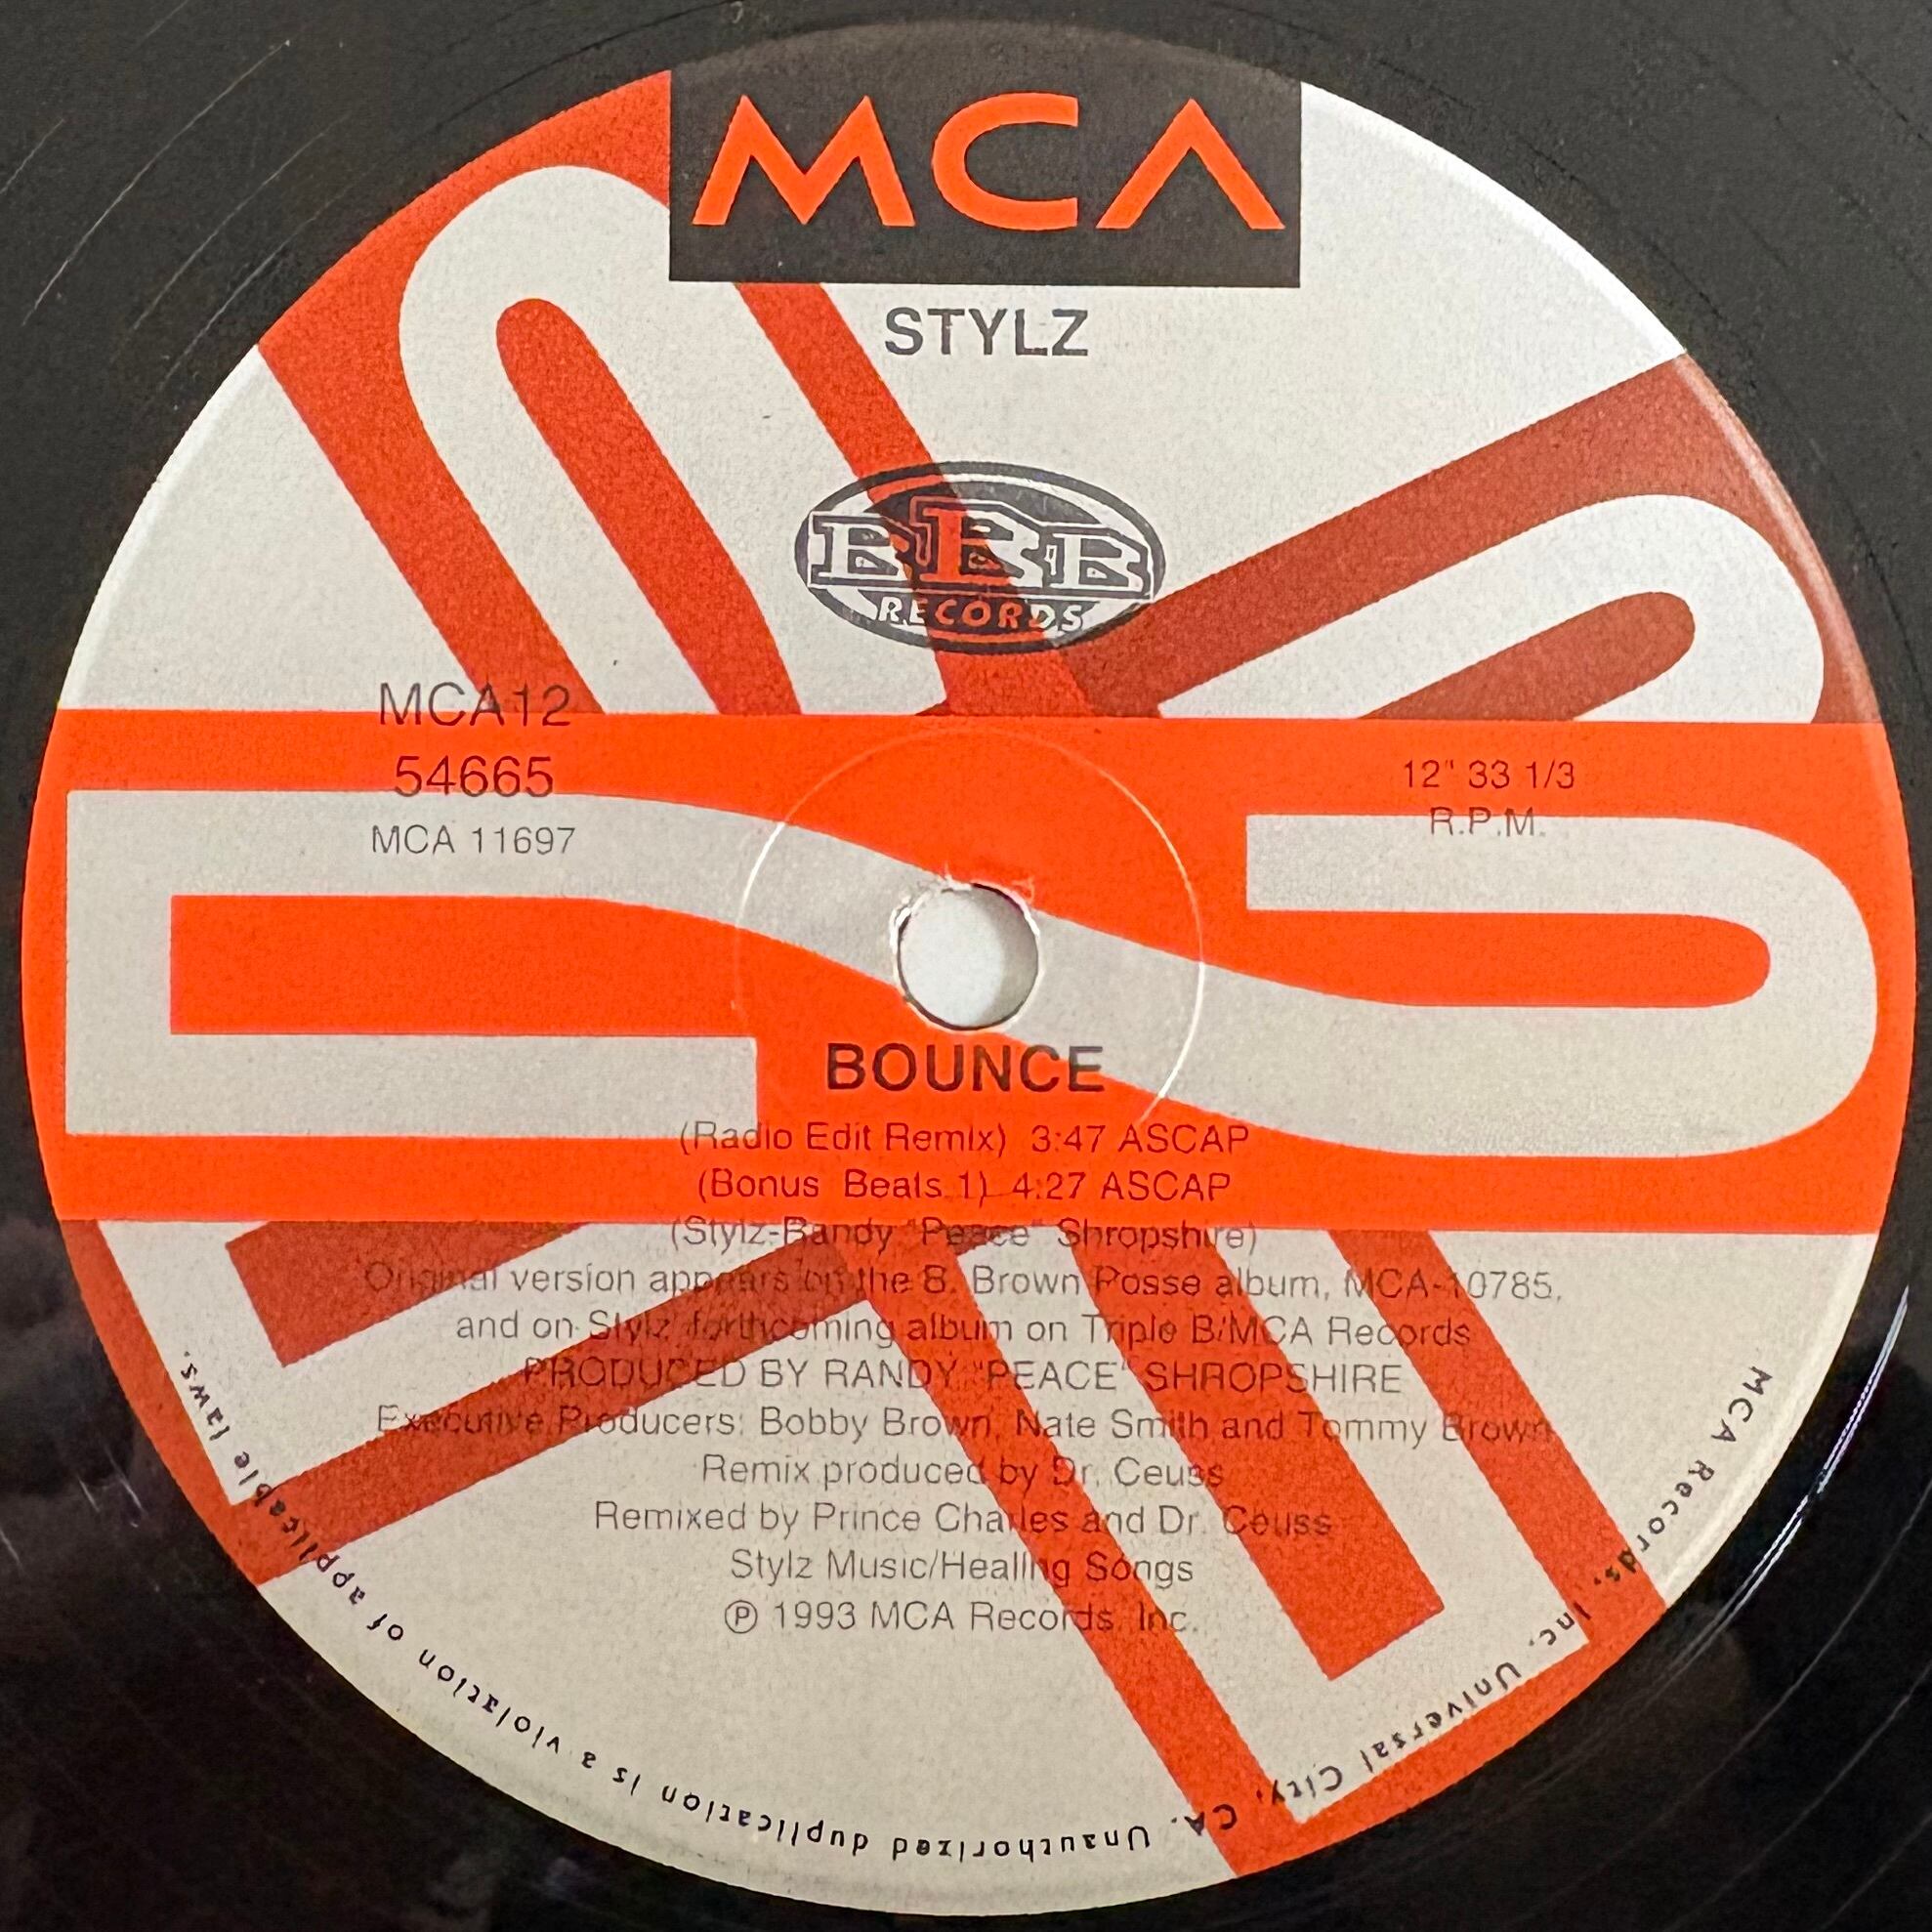 MCA
STYLZ
BBB
RECORDS
MCA12
54665
MCA 11697
12" 33 1/3
R.P.M.
BOUNCE
(Radio Edit Remix) 3:47 ASCAP
(Bonus Beats 1) 4:27 ASCAP
(Stylz-Randy "Peace" Shropshire)
Original version appears on the B. Brown Posse album, MCA-10785,
and on Stylz' forthcoming album on Triple B/MCA Records
PRODUCED BY RANDY "PEACE" SHROPSHIRE
Executive Producers: Bobby Brown, Nate Smith and Tommy Brown
Remix produced by Dr. Ceuss
Remixed by Prince Charles and Dr. Ceuss
Stylz Music/Healing Songs
℗ 1993 MCA Records, Inc.
MCA Records, Inc. Universal City, CA. Unauthorized duplication is a violation of applicable laws.